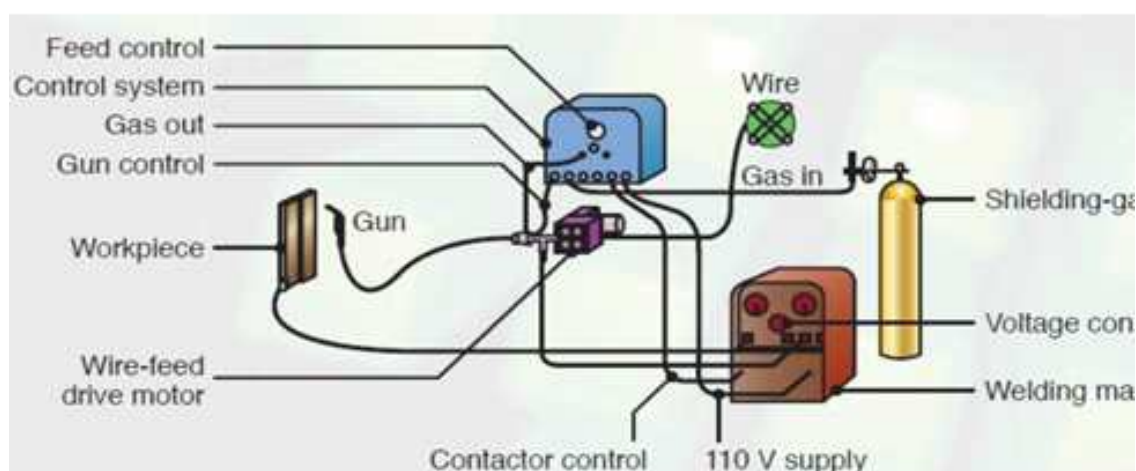 Feed control
Control system
Gas out
Gun control
Workpiece
Wire-feed
drive motor
Gun
Wire
Gas in
Shielding-ga
Voltage con
Welding ma
Contactor control
110 V supply